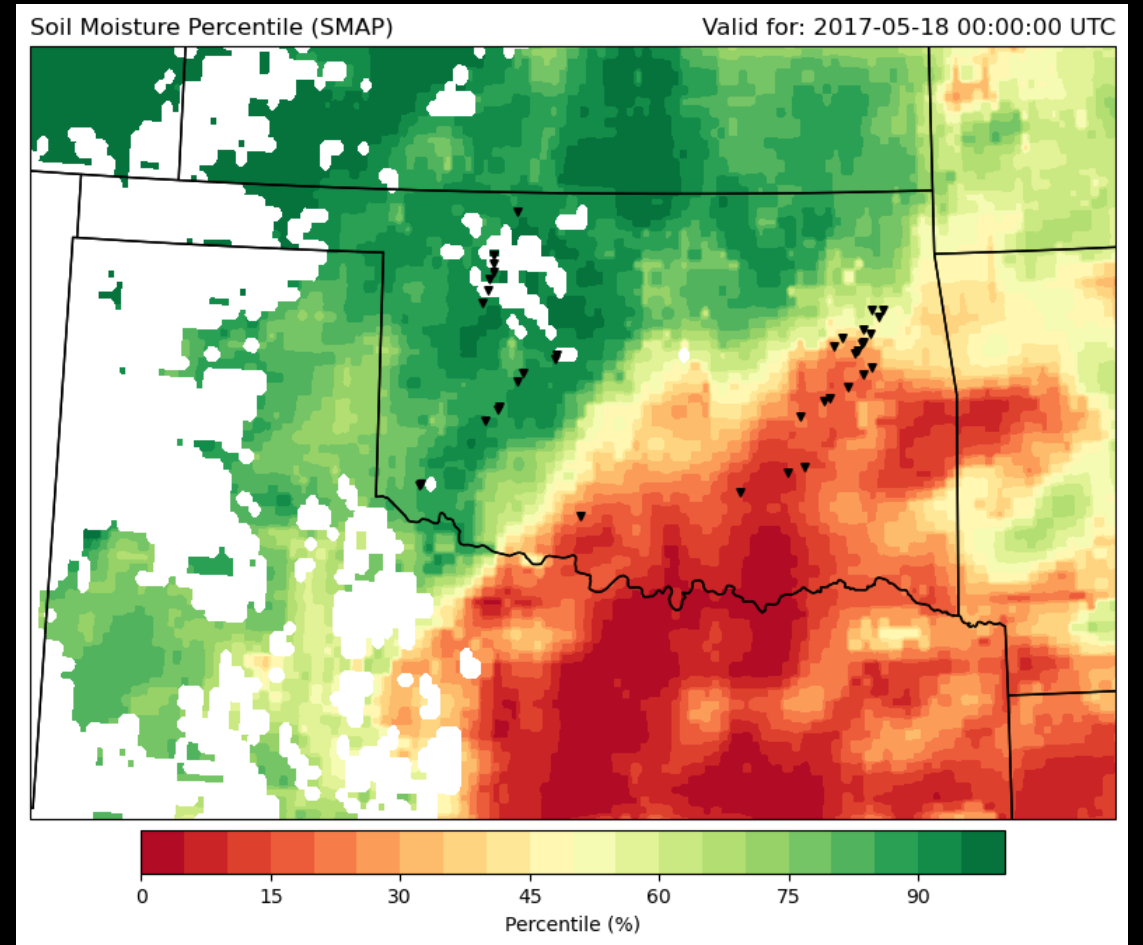 Soil Moisture Percentile (SMAP) Valid for: 2017-05-18 00:00:00 UTC
0 15 30 45 60 75 90
Percentile (%)